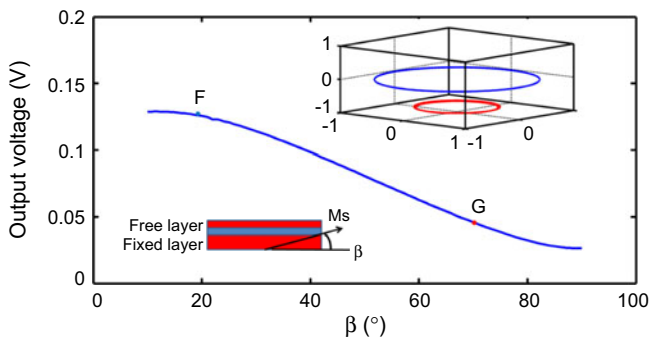 0.2
0.15
0.1
0.05
0
Output voltage (V)
F
G
1
0
-1
-1
0
1
-1
0
Free layer
Fixed layer
Ms
β
0
20
40
60
80
100
β (°)